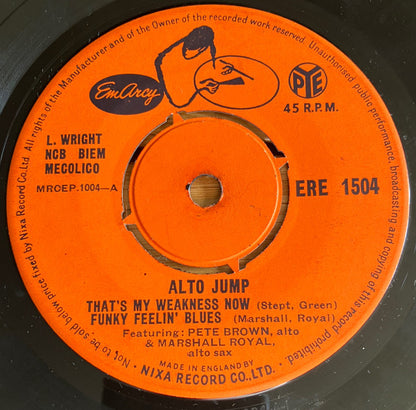 All rights of the Manufacturer and of the Owner of the recorded work reserved. Unauthorised public performance, broadcasting and copying of this record prohibited.
EmArcy
PYE
45 R.P.M.
L. WRIGHT
NCB BIEM
MECOLICO
MRCEP.1004—A
ERE 1504
ALTO JUMP
THAT'S MY WEAKNESS NOW (Stept, Green)
FUNKY FEELIN' BLUES (Marshall, Royal)
Featuring: PETE BROWN, alto
& MARSHALL ROYAL,
alto sax
MADE IN ENGLAND BY
• NIXA RECORD CO., LTD. •
Not to be sold below price fixed by Nixa Record Co. Ltd.